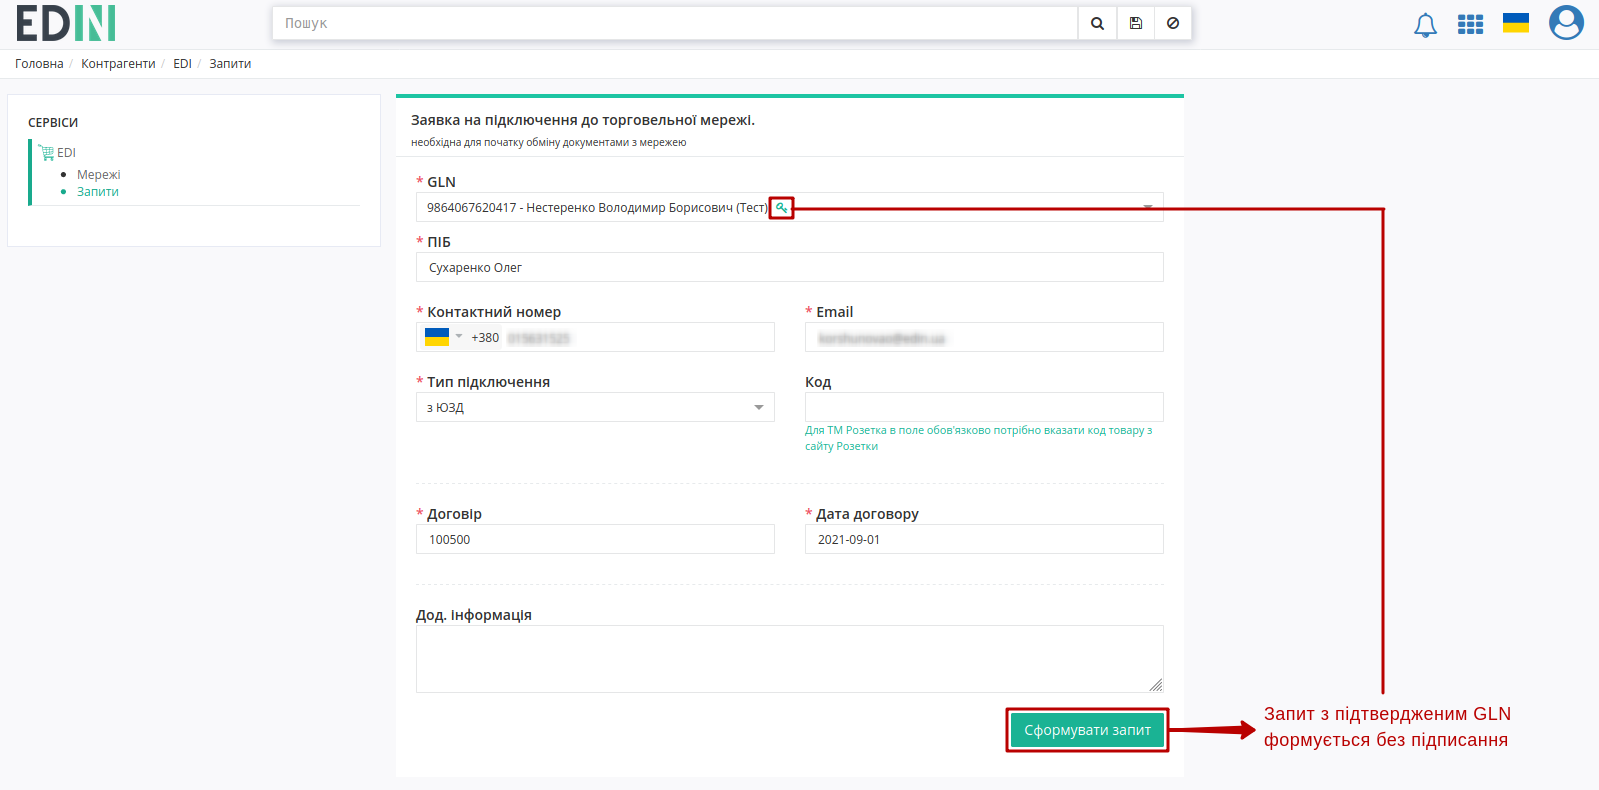 EDIN
Пошук
Головна / Контрагенти / EDI / Запити
СЕРВІСИ
EDI
Мережі
Запити
Заявка на підключення до торговельної мережі.
необхідна для початку обміну документами з мережею
* GLN
9864067620417 - Нестеренко Володимир Борисович (Тест)
* ПІБ
Сухаренко Олег
* Контактний номер
* Email
+380
* Тип підключення
Код
з ЮЗД
Для ТМ Розетка в поле обов'язково потрібно вказати код товару з
сайту Розетки
* Договір
* Дата договору
100500
2021-09-01
Дод. інформація
Сформувати запит
Запит з підтвердженим GLN
формується без підписання